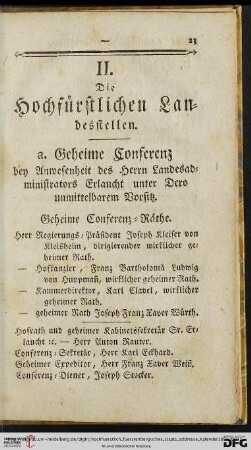 — 23
II.
Die
Hochfürstlichen Lan-
desstellen.
a. Geheime Conferenz
bey Anwesenheit des Herrn Landesad-
ministrators Erlaucht unter Dero
unmittelbarem Vorsitz.
Geheime Conferenz-Räthe.
Herr Regierungs-Präsident Joseph Kleiser von
Kleisheim, dirigierender wirklicher ge-
heimer Rath.
— Hofkanzler, Franz Bartholomä Ludwig
von wirklicher geheimer Rath.
— Kammerdirektor, Karl Clavel, wirklicher
geheimer Rath.
— geheimer Rath Joseph Franz Xaver Würth.
Hofrath und geheimer Kabinetssekretär Sr. Er-
laucht ꝛc. — Herr Anton Nautor.
Conferenz-Sekretär, Herr Karl Eckhard.
Geheimer Expeditor, Herr Franz Xaver Weiß.
Conferenz-Diener, Joseph Stocker.
DFG